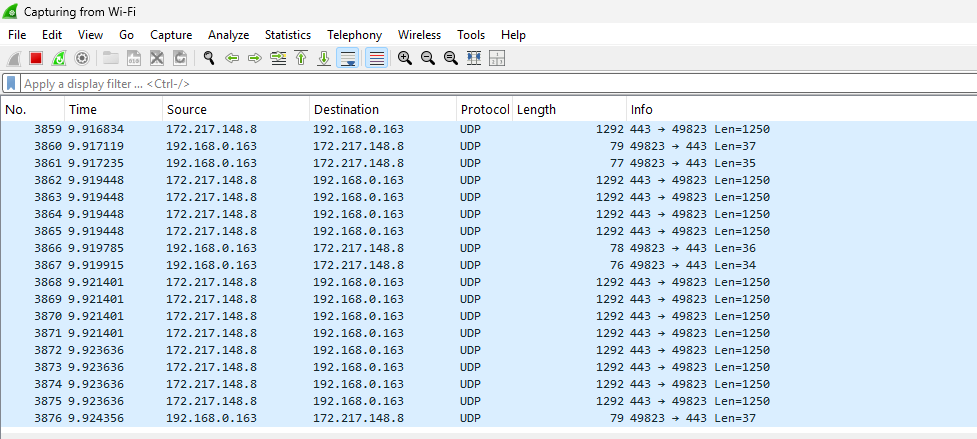 Capturing from Wi-Fi
File Edit View Go Capture Analyze Statistics Telephony Wireless Tools Help
Apply a display filter ... <Ctrl-/>
No. Time Source Destination Protocol Length Info
3859 9.916834 172.217.148.8 192.168.0.163 UDP 1292 443 → 49823 Len=1250
3860 9.917119 192.168.0.163 172.217.148.8 UDP 79 49823 → 443 Len=37
3861 9.917235 192.168.0.163 172.217.148.8 UDP 77 49823 → 443 Len=35
3862 9.919448 172.217.148.8 192.168.0.163 UDP 1292 443 → 49823 Len=1250
3863 9.919448 172.217.148.8 192.168.0.163 UDP 1292 443 → 49823 Len=1250
3864 9.919448 172.217.148.8 192.168.0.163 UDP 1292 443 → 49823 Len=1250
3865 9.919448 172.217.148.8 192.168.0.163 UDP 1292 443 → 49823 Len=1250
3866 9.919785 192.168.0.163 172.217.148.8 UDP 78 49823 → 443 Len=36
3867 9.919915 192.168.0.163 172.217.148.8 UDP 76 49823 → 443 Len=34
3868 9.921401 172.217.148.8 192.168.0.163 UDP 1292 443 → 49823 Len=1250
3869 9.921401 172.217.148.8 192.168.0.163 UDP 1292 443 → 49823 Len=1250
3870 9.921401 172.217.148.8 192.168.0.163 UDP 1292 443 → 49823 Len=1250
3871 9.921401 172.217.148.8 192.168.0.163 UDP 1292 443 → 49823 Len=1250
3872 9.923636 172.217.148.8 192.168.0.163 UDP 1292 443 → 49823 Len=1250
3873 9.923636 172.217.148.8 192.168.0.163 UDP 1292 443 → 49823 Len=1250
3874 9.923636 172.217.148.8 192.168.0.163 UDP 1292 443 → 49823 Len=1250
3875 9.923636 172.217.148.8 192.168.0.163 UDP 1292 443 → 49823 Len=1250
3876 9.924356 192.168.0.163 172.217.148.8 UDP 79 49823 → 443 Len=37